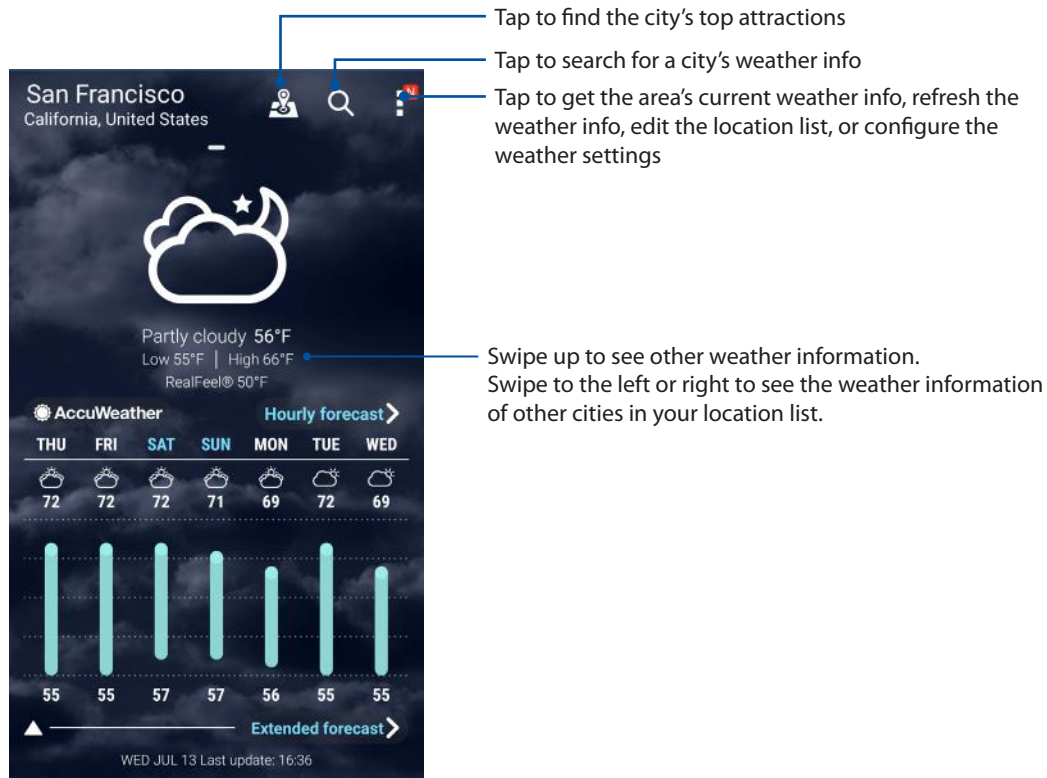 Tap to find the city’s top attractions
Tap to search for a city’s weather info
Tap to get the area’s current weather info, refresh the
weather info, edit the location list, or configure the
weather settings
San Francisco
California, United States
N
Partly cloudy 56°F
Low 55°F | High 66°F
RealFeel® 50°F
Swipe up to see other weather information.
Swipe to the left or right to see the weather information
of other cities in your location list.
AccuWeather Hourly forecast
THU FRI SAT SUN MON TUE WED
72 72 72 71 69 72 69
55 55 57 57 56 55 55
Extended forecast
WED JUL 13 Last update: 16:36